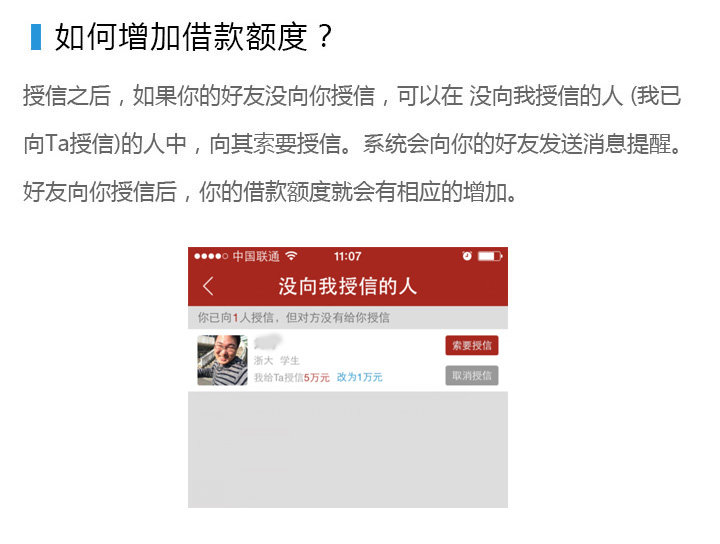 如何增加借款额度？
授信之后，如果你的好友没向你授信，可以在 没向我授信的人 (我已
向Ta授信)的人中，向其索要授信。系统会向你的好友发送消息提醒。
好友向你授信后，你的借款额度就会有相应的增加。
中国联通 11:07
没向我授信的人
你已向1人授信，但对方没有给你授信
索要授信
浙大 学生
我给Ta授信5万元 改为1万元
取消授信